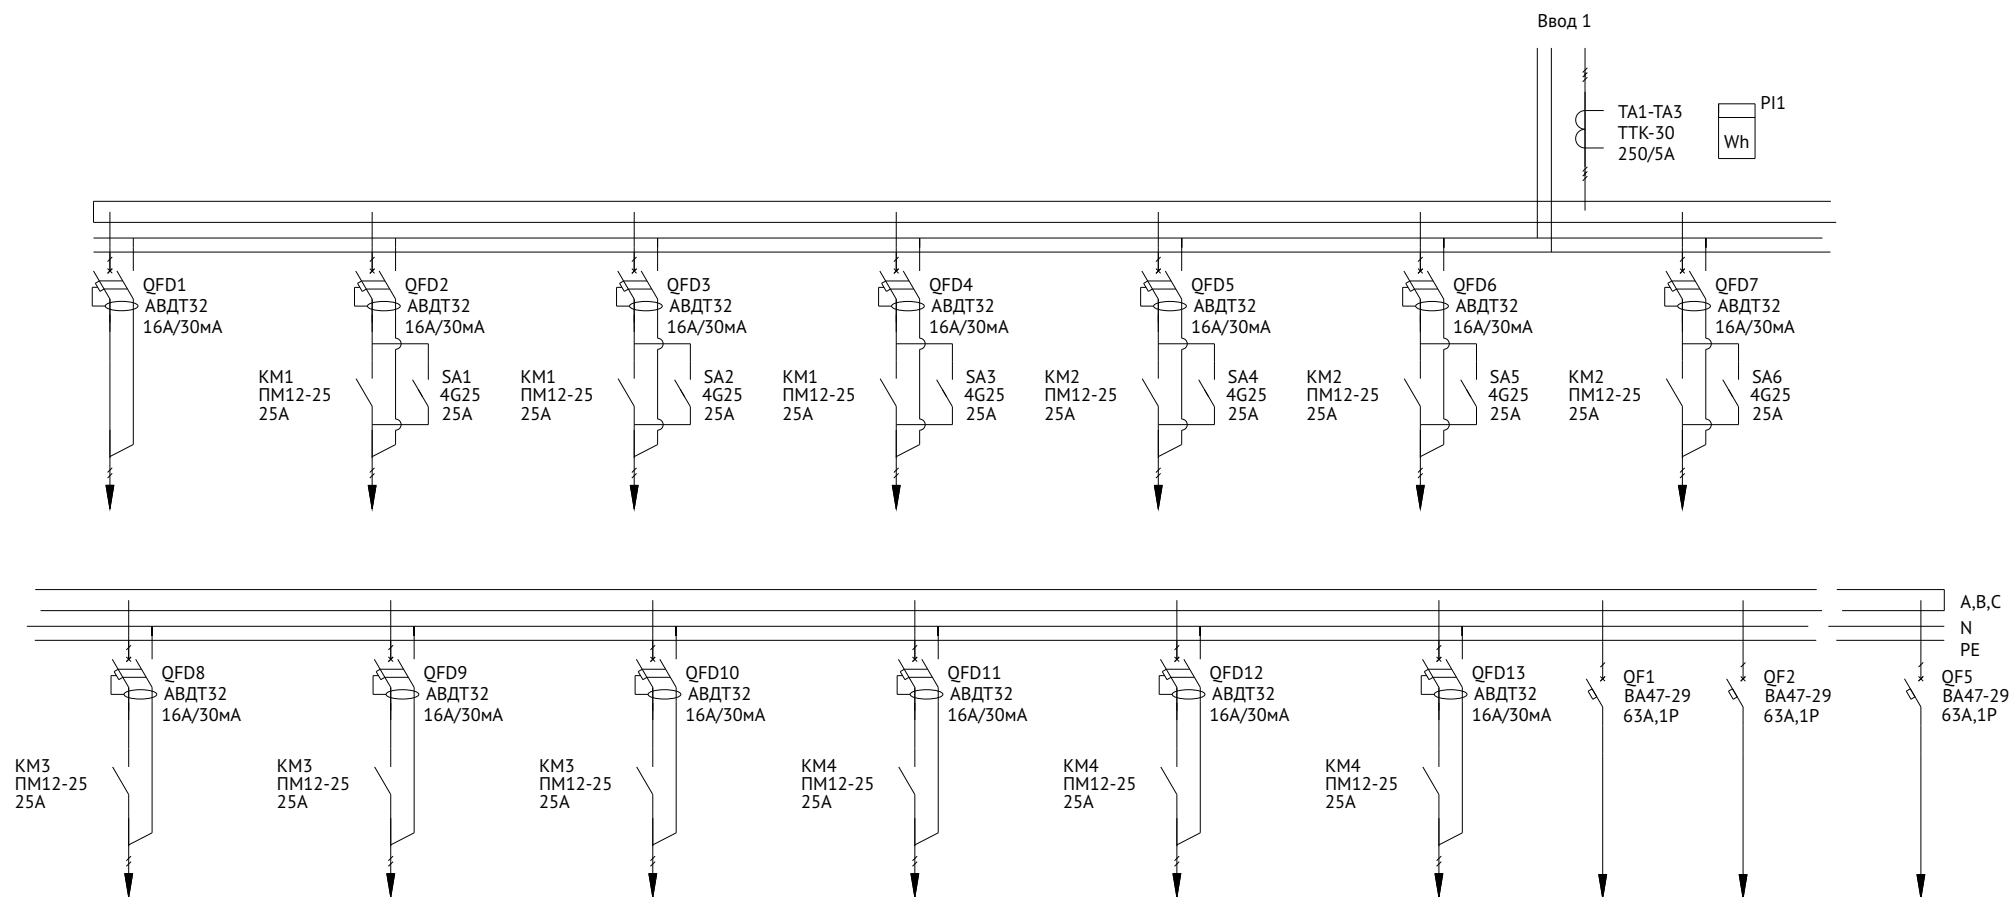 Ввод 1
TA1-TA3
ТТК-30
250/5А
PI1
Wh
QFD1
АВДТ32
16А/30мА
QFD2
АВДТ32
16А/30мА
KM1
ПМ12-25
25А
SA1
4G25
25А
QFD3
АВДТ32
16А/30мА
KM1
ПМ12-25
25А
SA2
4G25
25А
QFD4
АВДТ32
16А/30мА
KM1
ПМ12-25
25А
SA3
4G25
25А
QFD5
АВДТ32
16А/30мА
KM2
ПМ12-25
25А
SA4
4G25
25А
QFD6
АВДТ32
16А/30мА
KM2
ПМ12-25
25А
SA5
4G25
25А
QFD7
АВДТ32
16А/30мА
KM2
ПМ12-25
25А
SA6
4G25
25А
A,B,C
N
PE
QFD8
АВДТ32
16А/30мА
KM3
ПМ12-25
25А
QFD9
АВДТ32
16А/30мА
KM3
ПМ12-25
25А
QFD10
АВДТ32
16А/30мА
KM3
ПМ12-25
25А
QFD11
АВДТ32
16А/30мА
KM4
ПМ12-25
25А
QFD12
АВДТ32
16А/30мА
KM4
ПМ12-25
25А
QFD13
АВДТ32
16А/30мА
KM4
ПМ12-25
25А
QF1
ВА47-29
63А,1Р
QF2
ВА47-29
63А,1Р
QF5
ВА47-29
63А,1Р